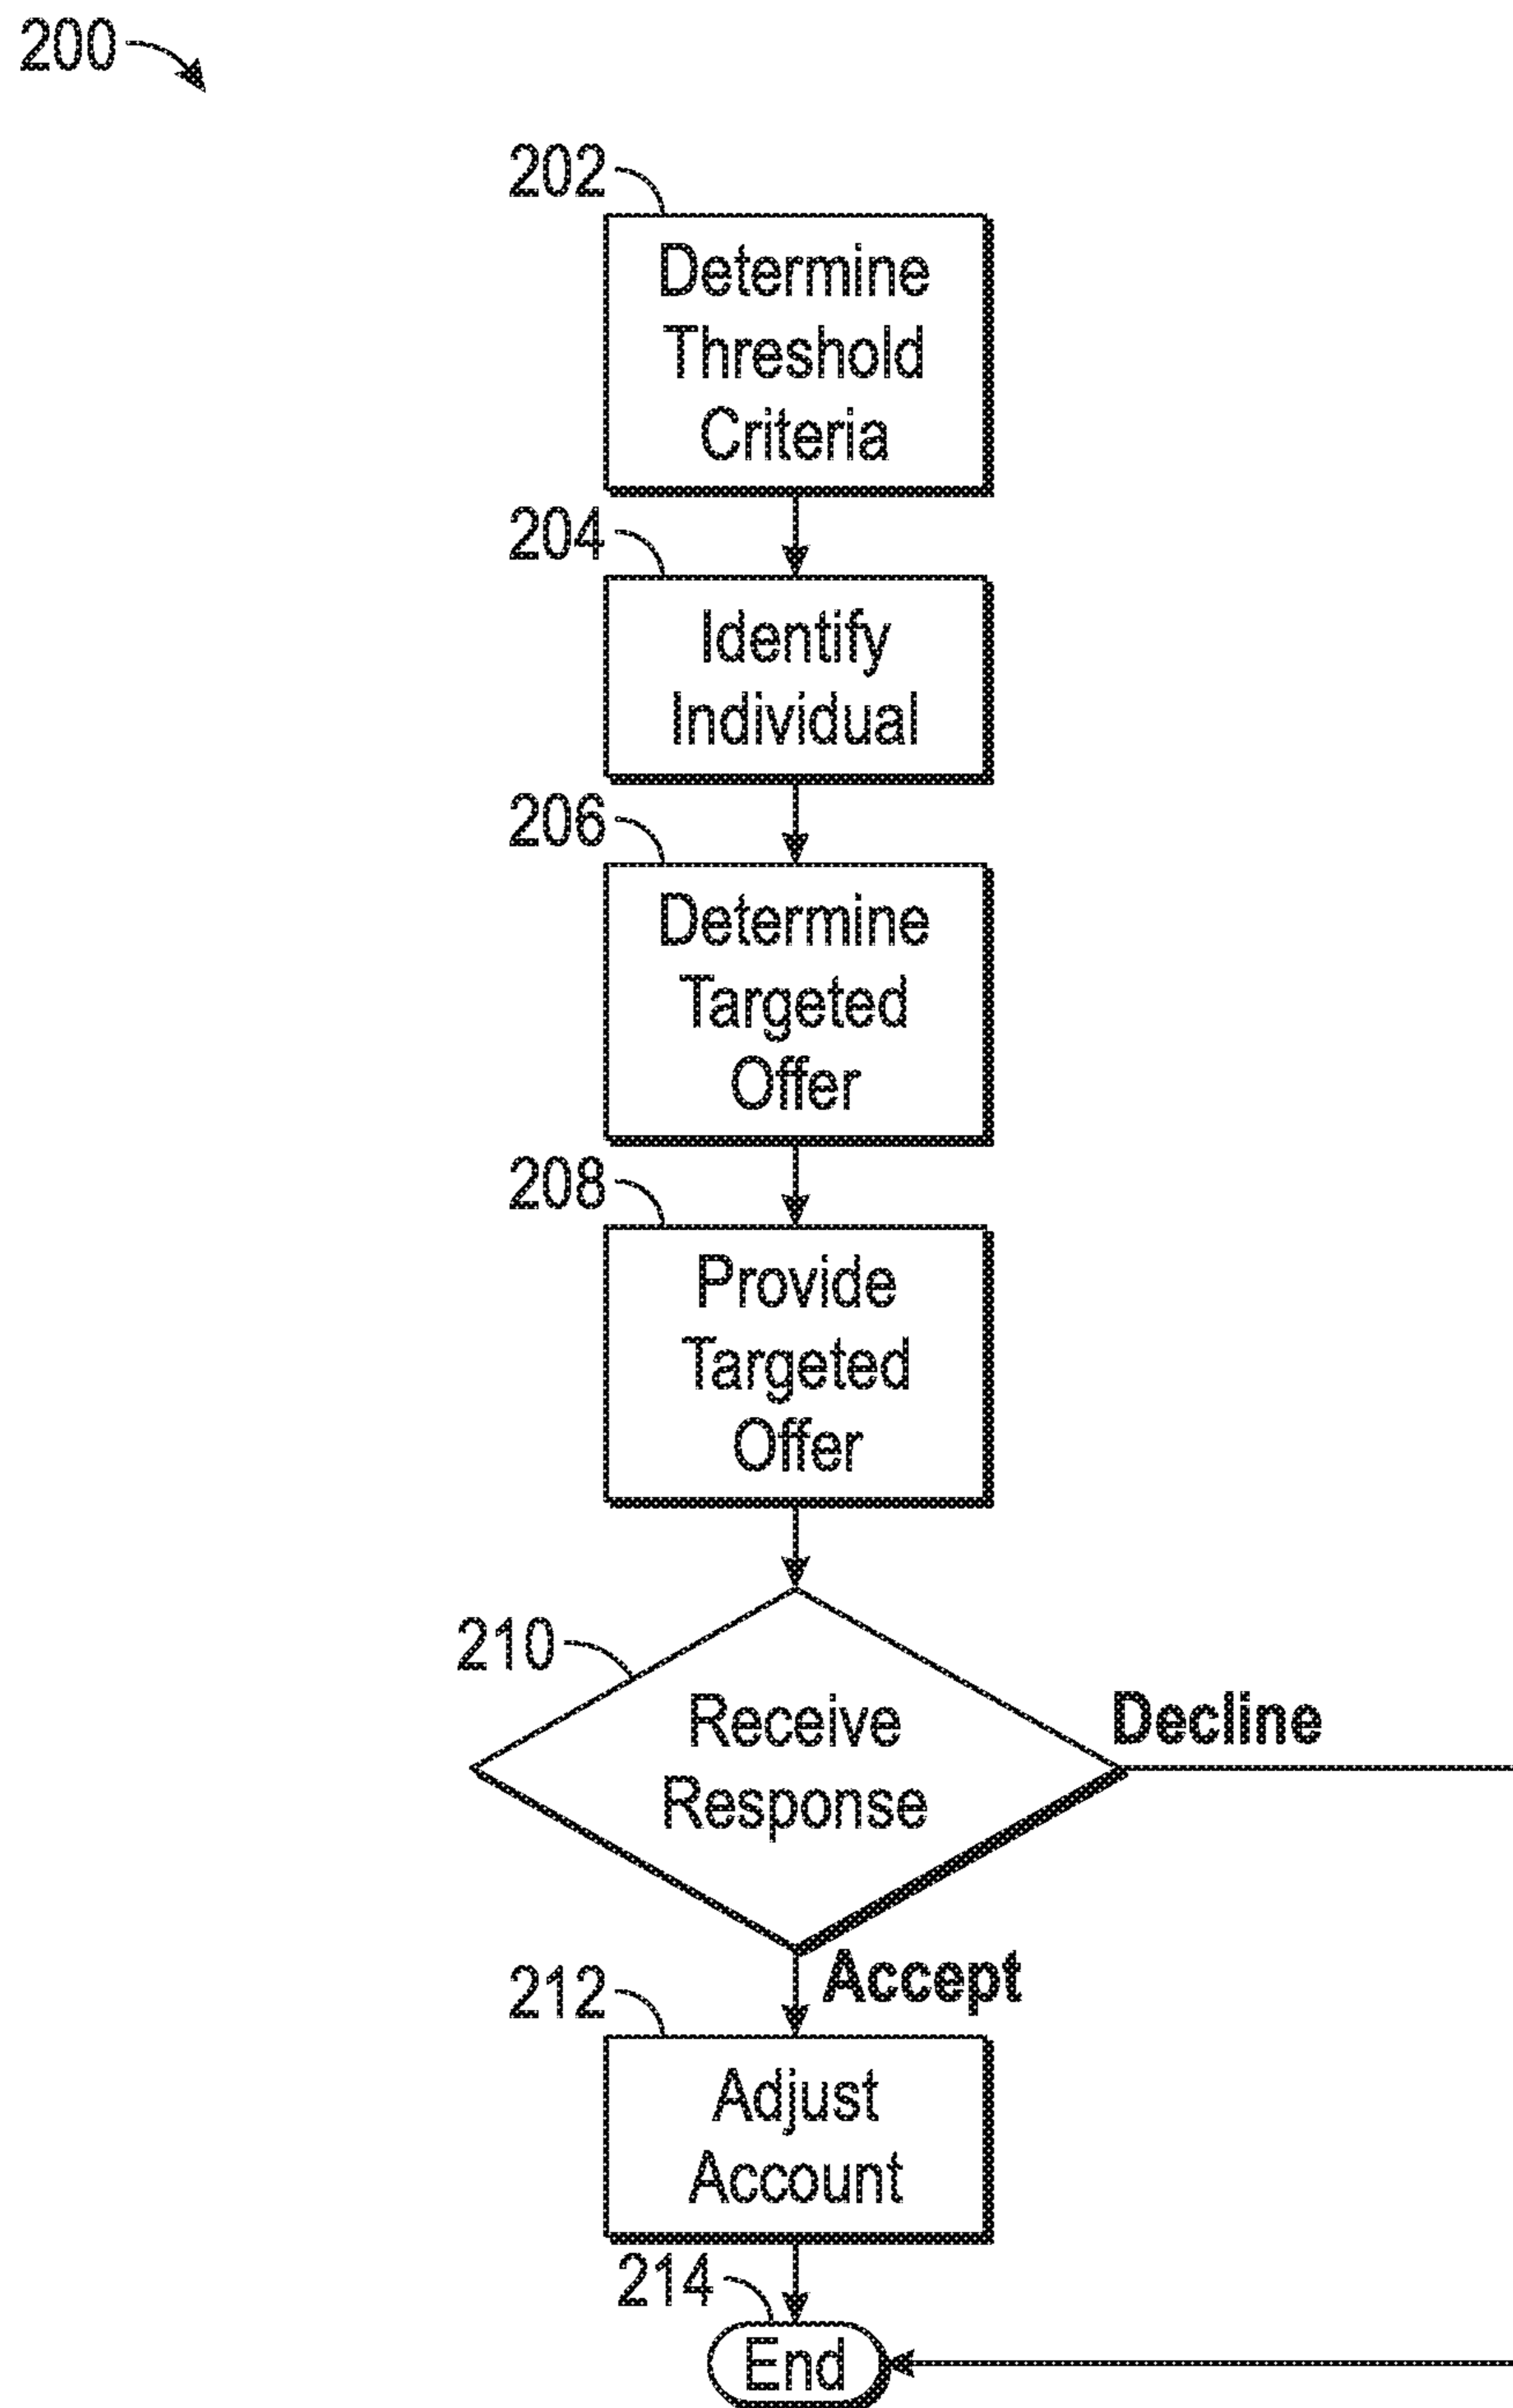 200
202
Determine
Threshold
Criteria
204
Identify
Individual
206
Determine
Targeted
Offer
208
Provide
Targeted
Offer
210
Receive
Response
Decline
Accept
212
Adjust
Account
214
End